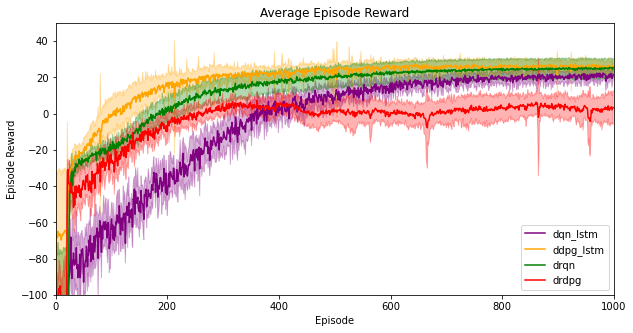 Average Episode Reward
Episode Reward
40
20
0
−20
−40
−60
−80
−100
0
200
400
600
800
1000
Episode
dqn_lstm
ddpg_lstm
drqn
drdpg